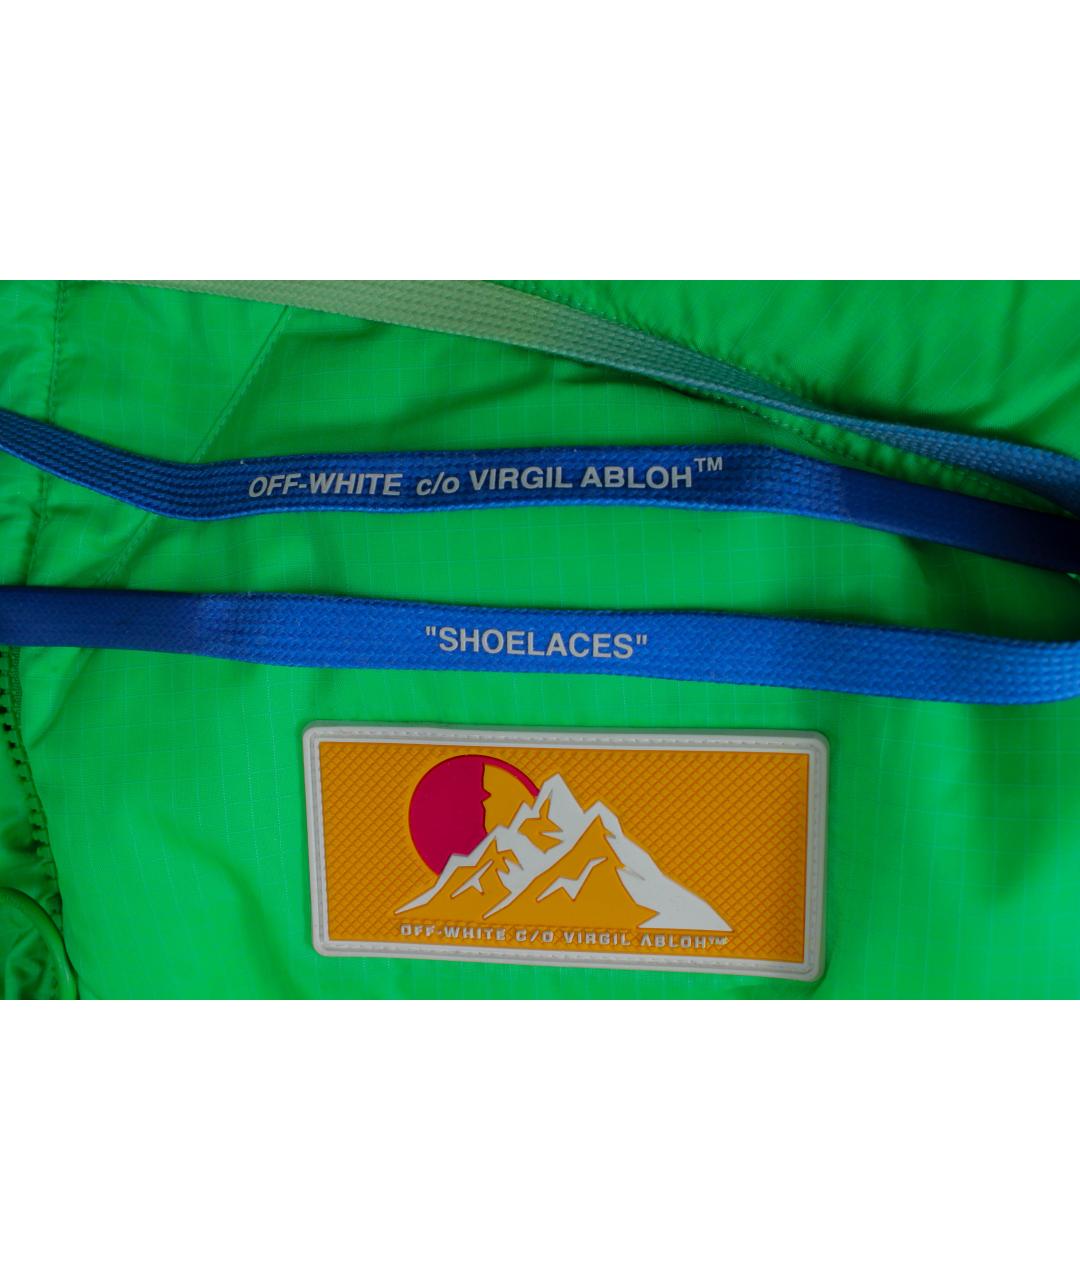 OFF-WHITE c/o VIRGIL ABLOH™
"SHOELACES"
OFF-WHITE C/O VIRGIL ABLOH™